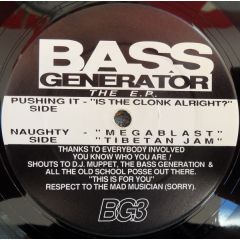 BASS
GENERATOR
THE E.P.
PUSHING IT - "IS THE CLONK ALRIGHT?"
SIDE
NAUGHTY - "MEGABLAST"
SIDE - "TIBETAN JAM"
THANKS TO EVERYBODY INVOLVED
YOU KNOW WHO YOU ARE !
SHOUTS TO D.J. MUPPET, THE BASS GENERATION &
ALL THE OLD SCHOOL POSSE OUT THERE.
"THIS IS FOR YOU"
RESPECT TO THE MAD MUSICIAN (SORRY).
BG3